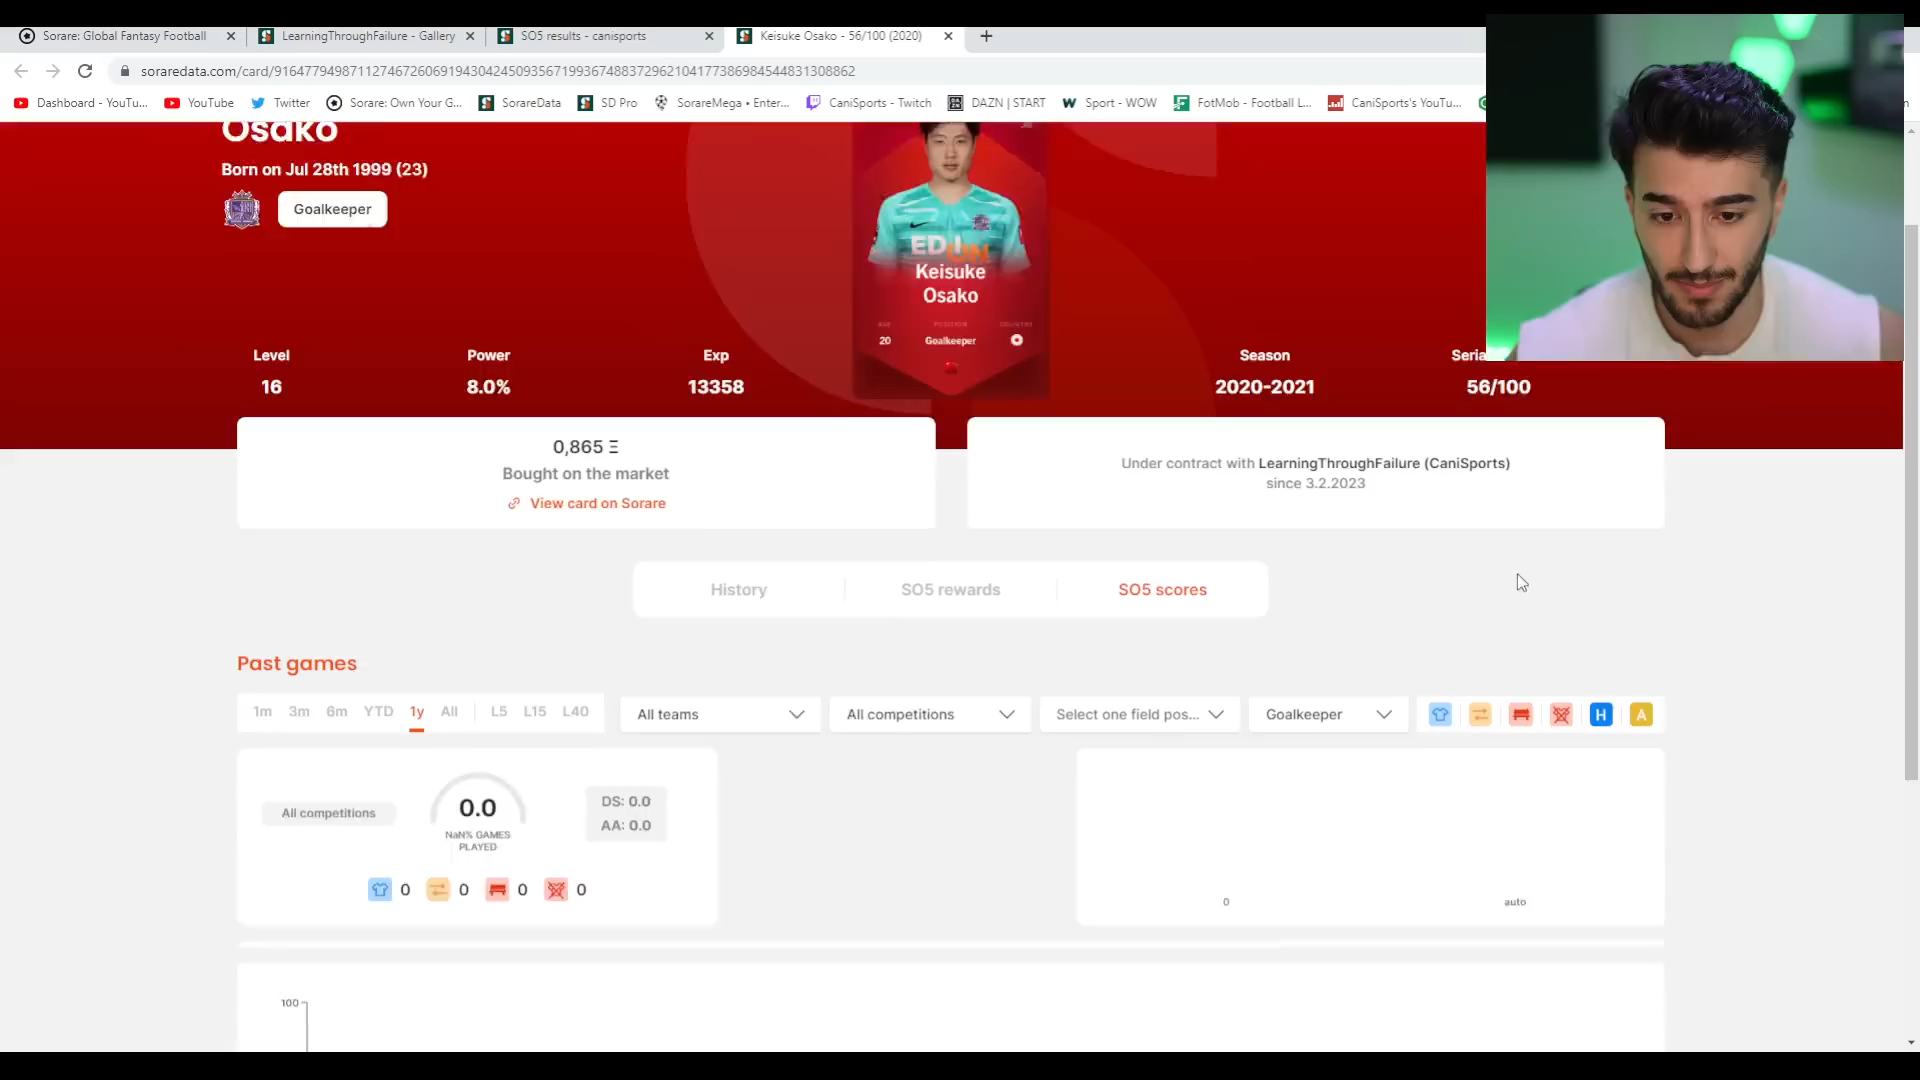 Sorare: Global Fantasy Football
LearningThroughFailure - Gallery
SO5 results - canisports
Keisuke Osako - 56/100 (2020)
soraredata.com/card/91647794987112746726069194304245093567199367488372962104177386984544831308862
Dashboard - YouTu...
YouTube
Twitter
Sorare: Own Your G...
SorareData
SD Pro
SorareMega • Enter...
CaniSports - Twitch
DAZN | START
Sport - WOW
FotMob - Football L...
CaniSports's YouTu...
Osako
Born on Jul 28th 1999 (23)
Goalkeeper
EDION
Keisuke
Osako
AGE
POSITION
COUNTRY
20
Goalkeeper
Level
Power
Exp
Season
Seria
16
8.0%
13358
2020-2021
56/100
0,865 Ξ
Bought on the market
View card on Sorare
Under contract with LearningThroughFailure (CaniSports)
since 3.2.2023
History
SO5 rewards
SO5 scores
Past games
1m 3m 6m YTD 1y All L5 L15 L40
All teams
All competitions
Select one field pos...
Goalkeeper
H
A
All competitions
0.0
NaN% GAMES
PLAYED
DS: 0.0
AA: 0.0
0 0 0 0
0
auto
100